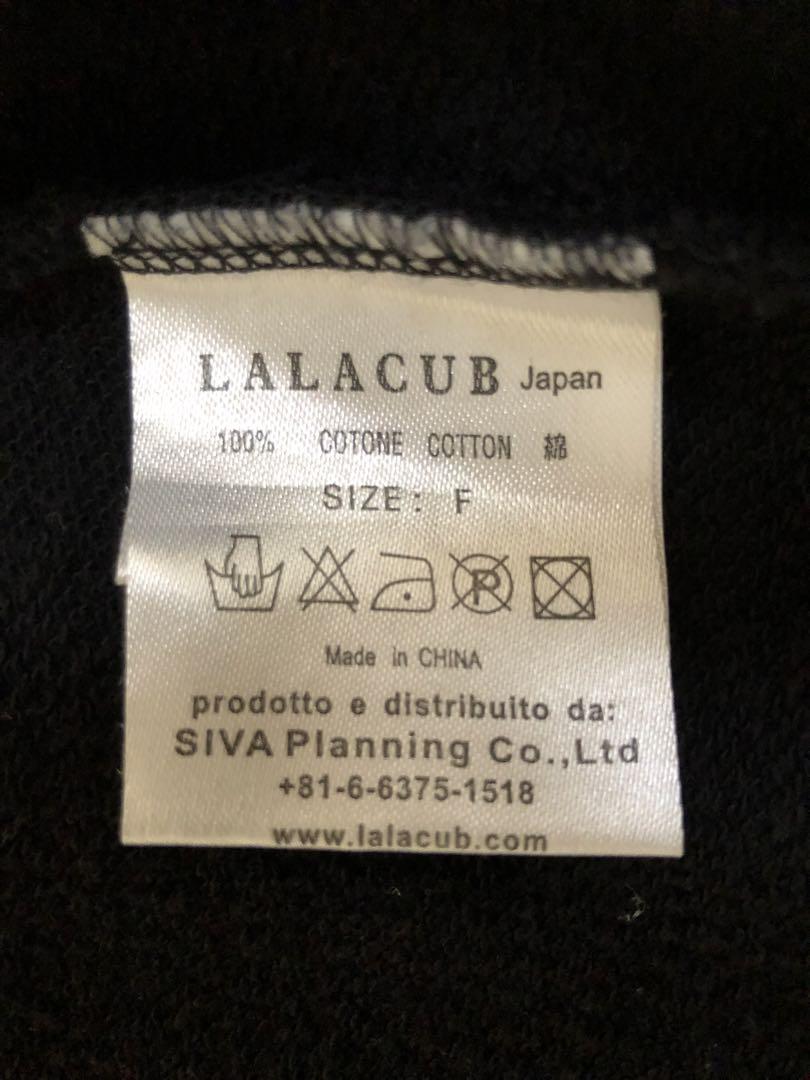 LALACUB Japan
100% COTONE COTTON 綿
SIZE: F
P
Made in CHINA
prodotto e distribuito da:
SIVA Planning Co.,Ltd
+81-6-6375-1518
www.lalacub.com